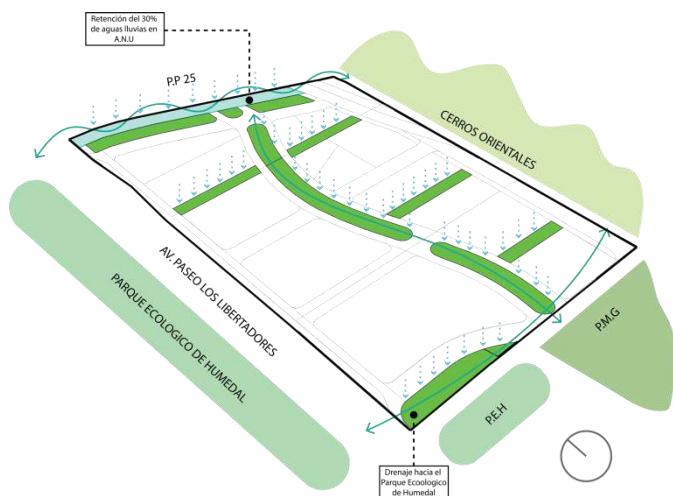 Retención del 30%
de aguas lluvias en
A.N.U
P.P 25
CERROS ORIENTALES
AV. PASEO LOS LIBERTADORES
PARQUE ECOLOGICO DE HUMEDAL
P.M.G
P.E.H
Drenaje hacia el
Parque Ecoologico
de Humedal